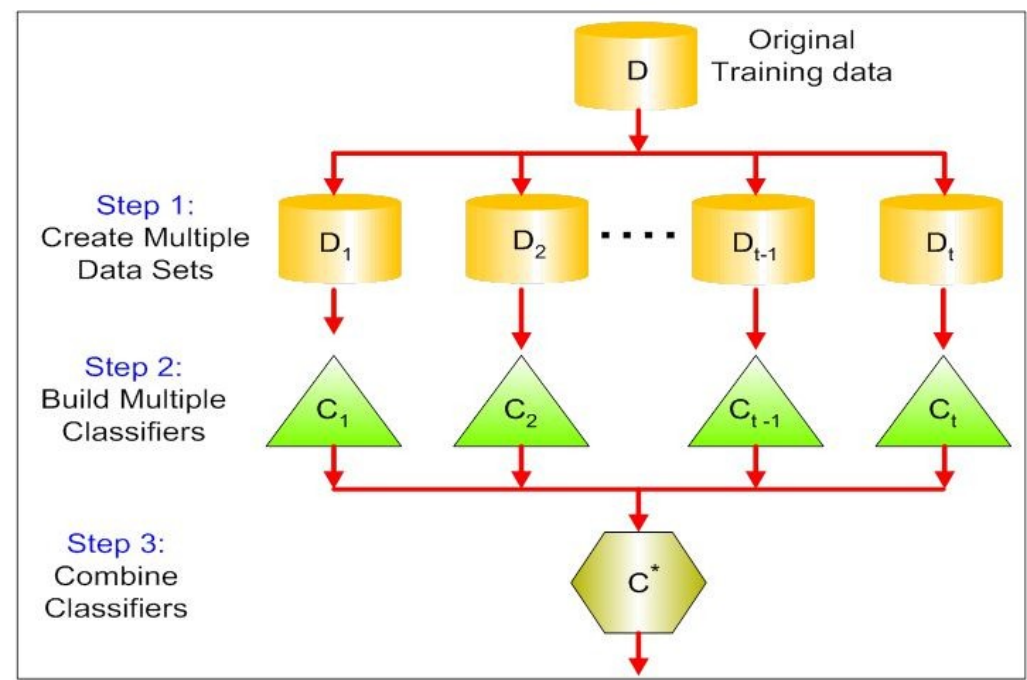 D
Original
Training data
Step 1:
Create Multiple
Data Sets
D₁
D₂
....
Dₜ₋₁
Dₜ
Step 2:
Build Multiple
Classifiers
C₁
C₂
Cₜ ₋₁
Cₜ
Step 3:
Combine
Classifiers
C*